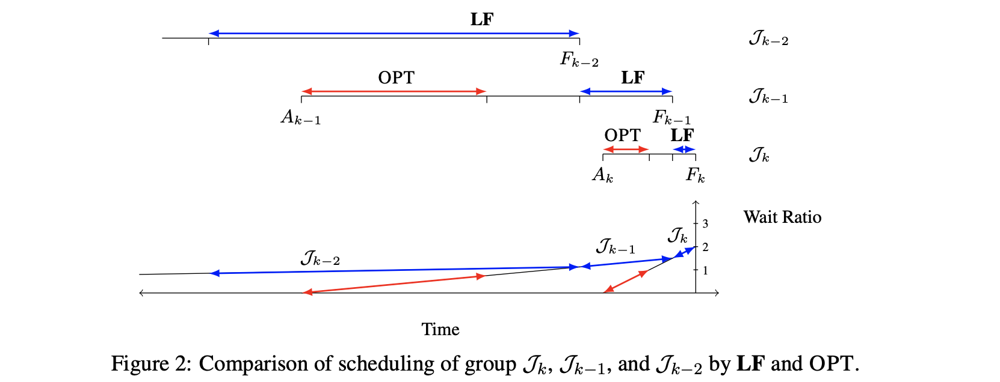 LF
𝒥ₖ₋₂
Fₖ₋₂
OPT
LF
𝒥ₖ₋₁
Aₖ₋₁
Fₖ₋₁
OPT
LF
𝒥ₖ
Aₖ
Fₖ
Wait Ratio
3
𝒥ₖ
2
𝒥ₖ₋₁
𝒥ₖ₋₂
1
Time
Figure 2: Comparison of scheduling of group 𝒥ₖ, 𝒥ₖ₋₁, and 𝒥ₖ₋₂ by LF and OPT.